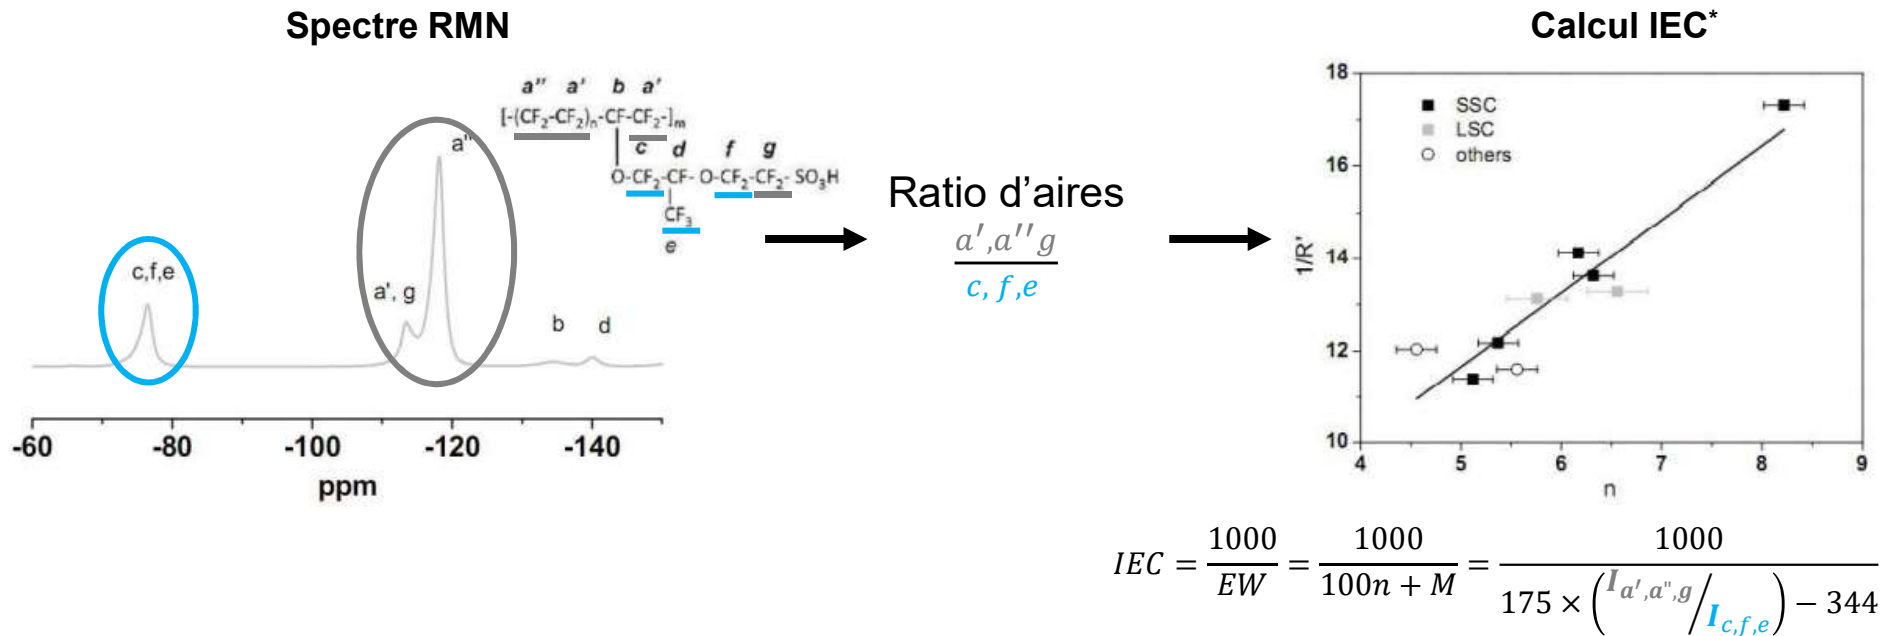 Spectre RMN
a'' a' b a'
[-(CF₂-CF₂)ₙ-CF-CF₂-]ₘ
c d f g
O-CF₂-CF-O-CF₂-CF₂-SO₃H
CF₃
e
a''
c,f,e
a', g
b
d
-60 -80 -100 -120 -140
ppm
Ratio d'aires
a',a''g
c, f,e
Calcul IEC*
18
16
14
12
10
1/R'
SSC
LSC
others
4 5 6 7 8 9
n
IEC = 1000/EW = 1000/(100n + M) = 1000/(175 × (I a',a",g / I c,f,e) − 344)